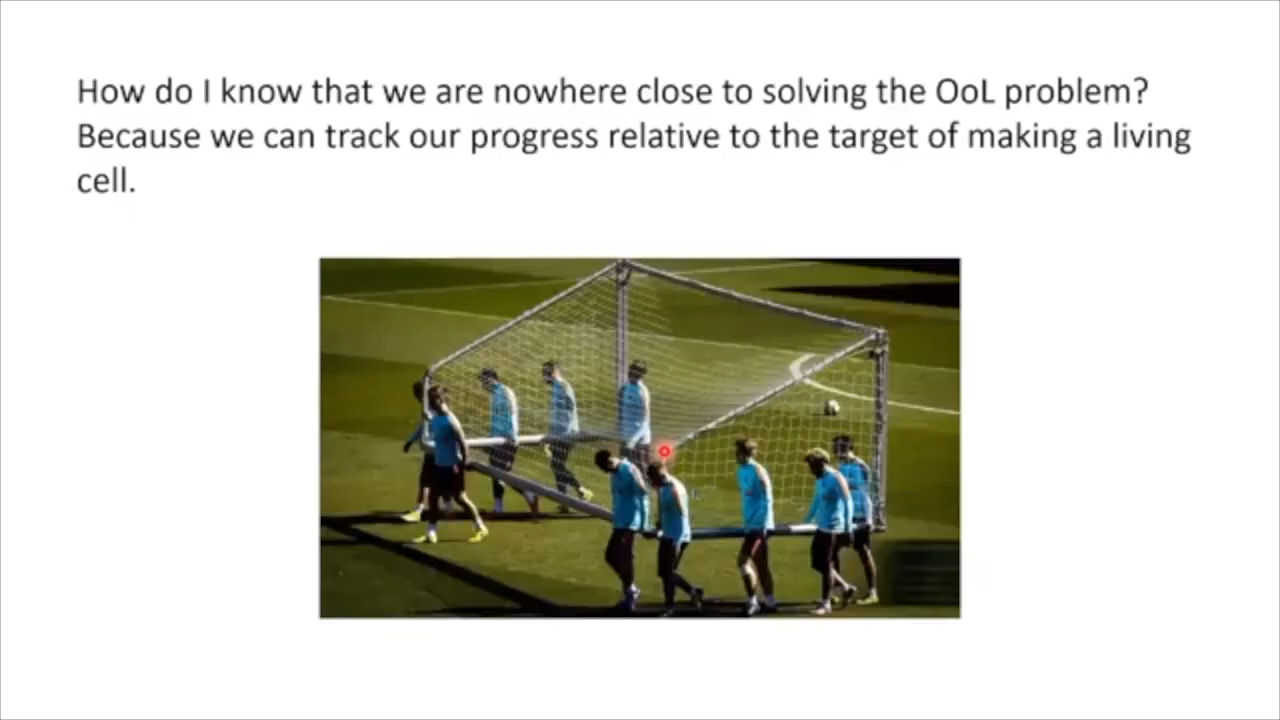 How do I know that we are nowhere close to solving the OoL problem?
Because we can track our progress relative to the target of making a living
cell.